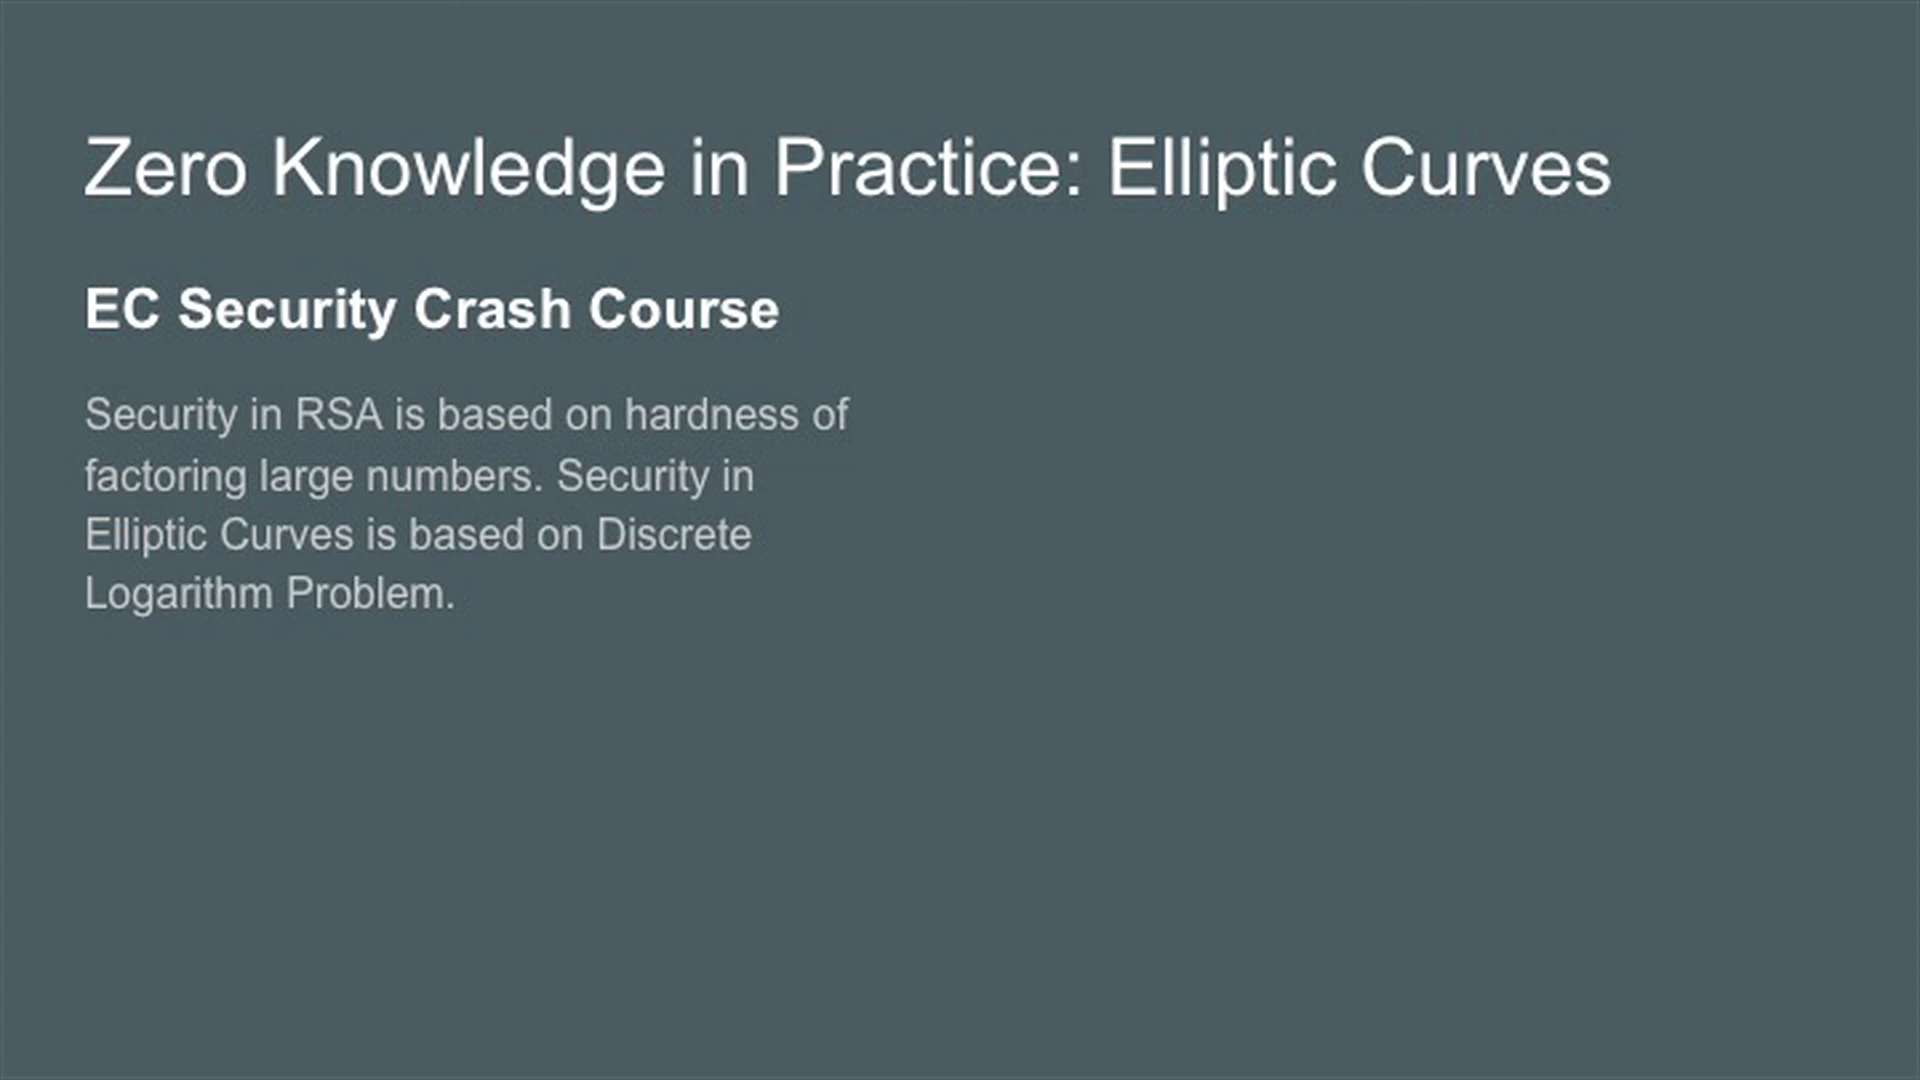 Zero Knowledge in Practice: Elliptic Curves
EC Security Crash Course
Security in RSA is based on hardness of
factoring large numbers. Security in
Elliptic Curves is based on Discrete
Logarithm Problem.